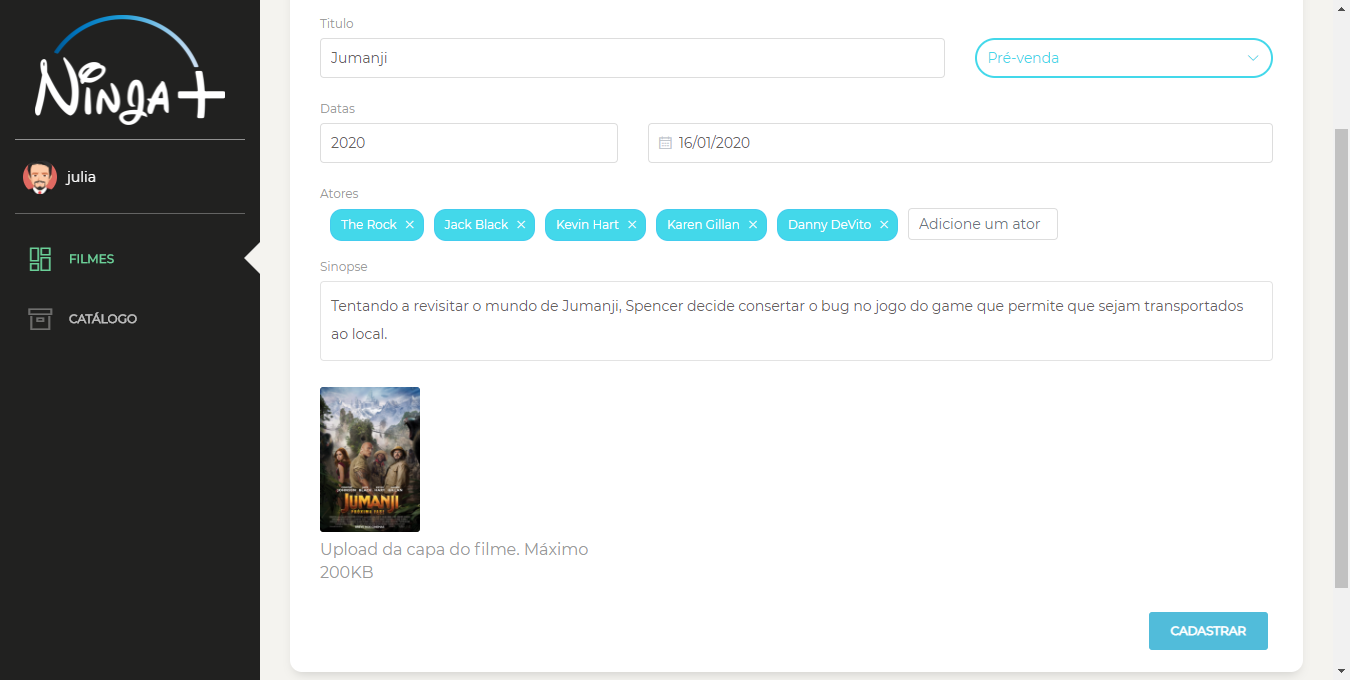 Ninja+
julia
FILMES
CATÁLOGO
Titulo
Jumanji
Pré-venda
Datas
2020
16/01/2020
Atores
The Rock ×
Jack Black ×
Kevin Hart ×
Karen Gillan ×
Danny DeVito ×
Adicione um ator
Sinopse
Tentando a revisitar o mundo de Jumanji, Spencer decide consertar o bug no jogo do game que permite que sejam transportados
ao local.
JUMANJI
PRÓXIMA FASE
Upload da capa do filme. Máximo
200KB
CADASTRAR